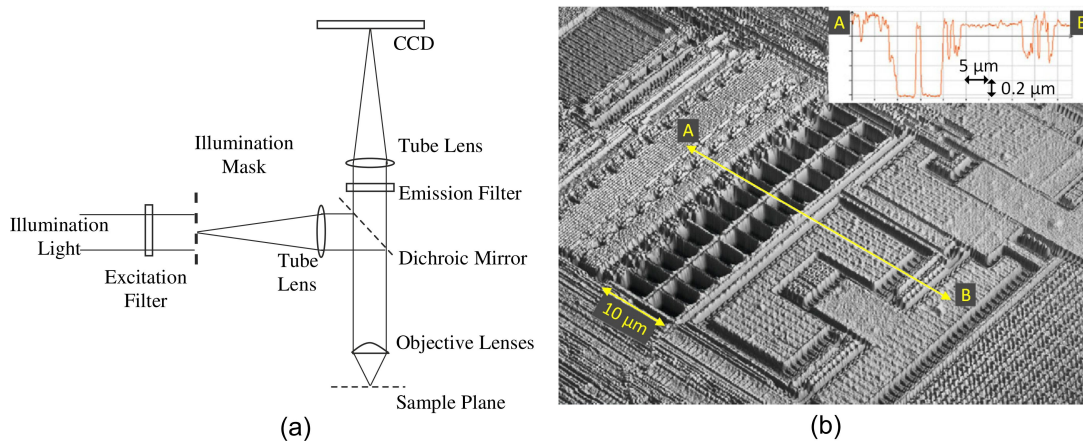 CCD
Illumination
Mask
Tube Lens
Emission Filter
Illumination
Light
Tube
Lens
Dichroic Mirror
Excitation
Filter
Objective Lenses
Sample Plane
(a)
A
B
5 µm
0.2 µm
A
B
10 µm
(b)